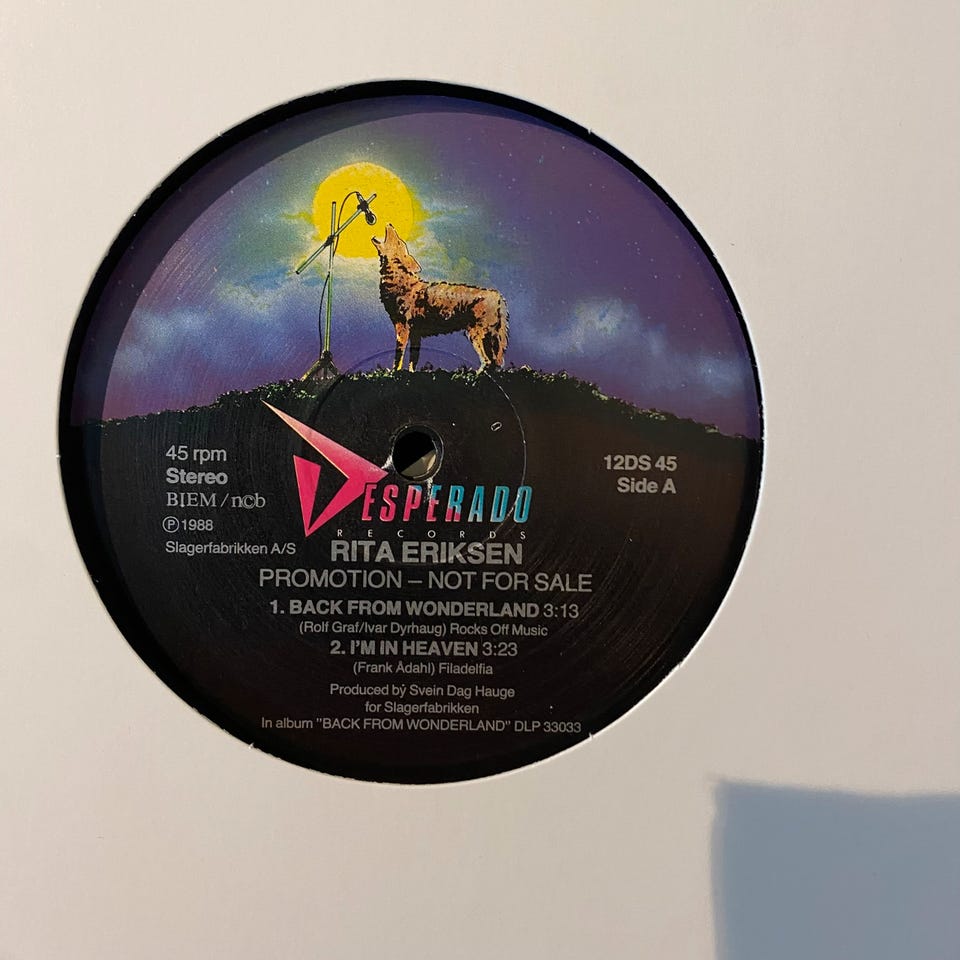 45 rpm
Stereo
BIEM / n©b
Ⓟ 1988
Slagerfabrikken A/S
12DS 45
Side A
DESPERADO
RECORDS
RITA ERIKSEN
PROMOTION – NOT FOR SALE
1. BACK FROM WONDERLAND 3:13
(Rolf Graf/Ivar Dyrhaug) Rocks Off Music
2. I'M IN HEAVEN 3:23
(Frank Ådahl) Filadelfia
Produced by Svein Dag Hauge
for Slagerfabrikken
In album "BACK FROM WONDERLAND" DLP 33033